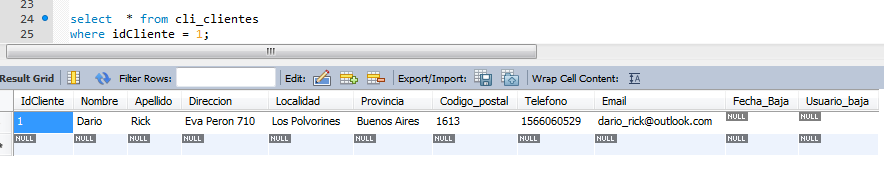 23
24 select * from cli_clientes
25 where idCliente = 1;
Result Grid Filter Rows: Edit: Export/Import: Wrap Cell Content: IA
IdCliente Nombre Apellido Direccion Localidad Provincia Codigo_postal Telefono Email Fecha_Baja Usuario_baja
1 Dario Rick Eva Peron 710 Los Polvorines Buenos Aires 1613 1566060529 dario_rick@outlook.com NULL NULL
NULL NULL NULL NULL NULL NULL NULL NULL NULL NULL NULL